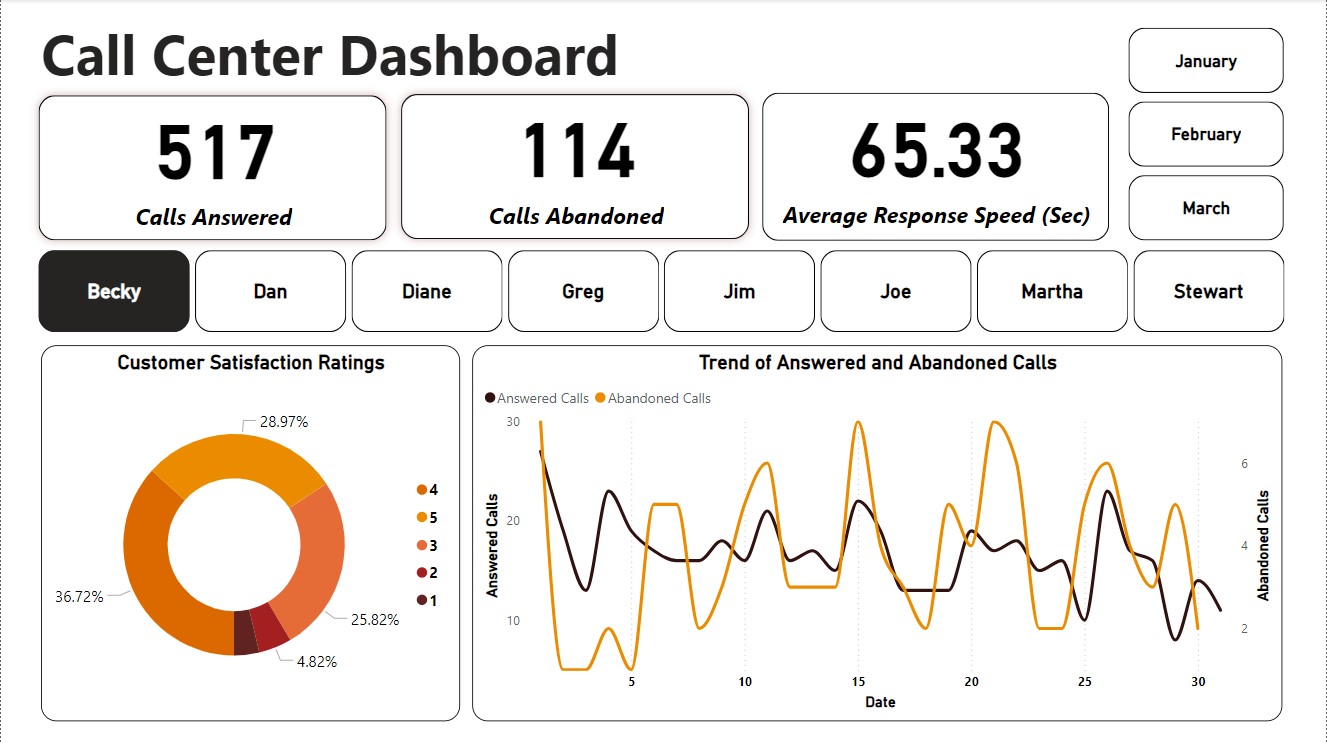 Call Center Dashboard
January
517
Calls Answered
114
Calls Abandoned
65.33
Average Response Speed (Sec)
February
March
Becky
Dan
Diane
Greg
Jim
Joe
Martha
Stewart
Customer Satisfaction Ratings
28.97%
36.72%
25.82%
4.82%
4
5
3
2
1
Trend of Answered and Abandoned Calls
Answered Calls
Abandoned Calls
30
20
10
Answered Calls
6
4
2
Abandoned Calls
5
10
15
20
25
30
Date